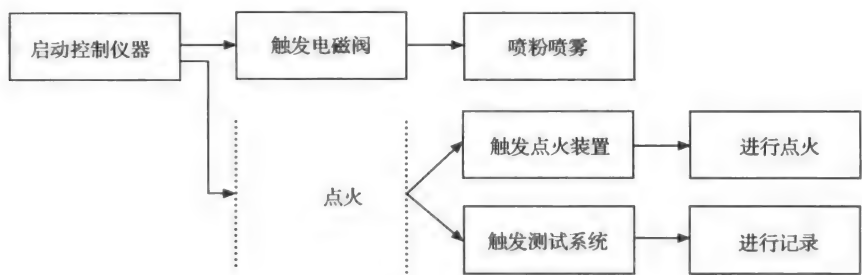 启动控制仪器
触发电磁阀
喷粉喷雾
触发点火装置
进行点火
点火
触发测试系统
进行记录